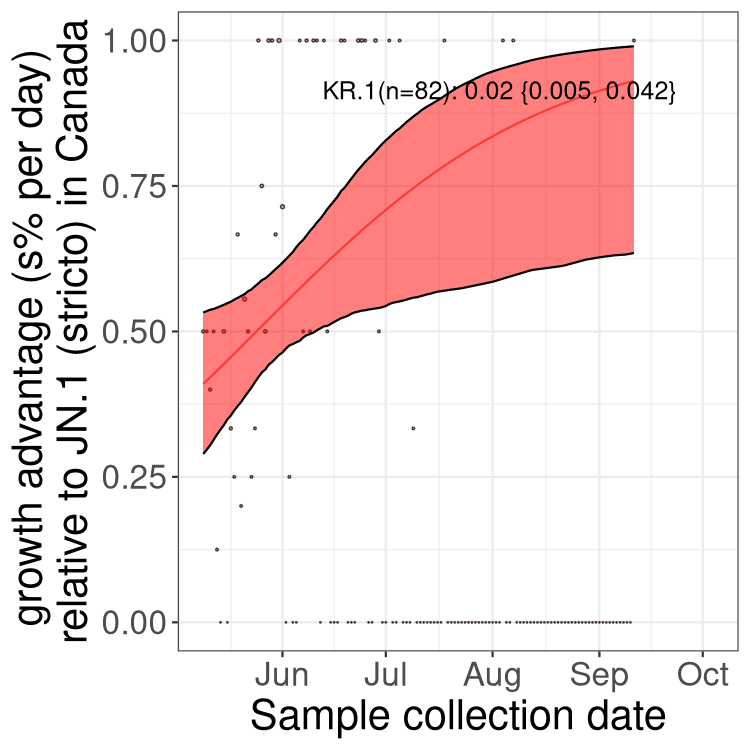 growth advantage (s% per day)
relative to JN.1 (stricto) in Canada
1.00
0.75
0.50
0.25
0.00
KR.1(n=82): 0.02 {0.005, 0.042}
Jun Jul Aug Sep Oct
Sample collection date